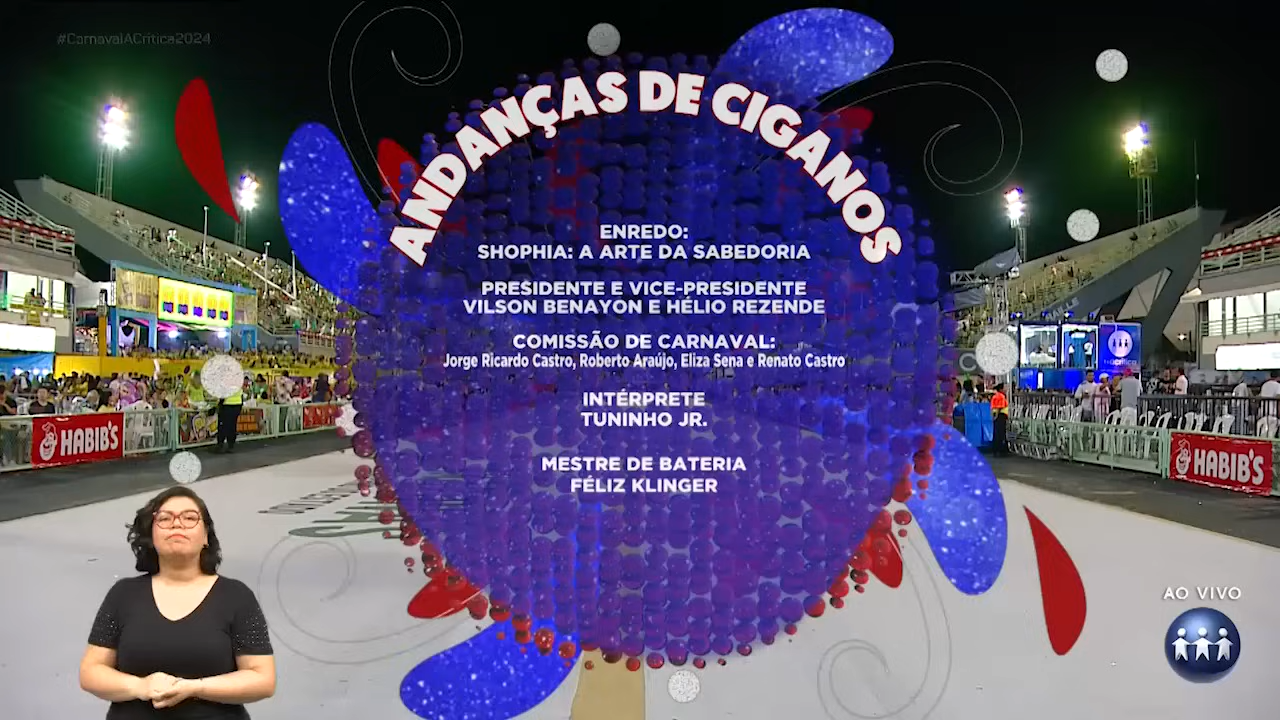 #CarnavalACritica2024
ANDANÇAS DE CIGANOS
ENREDO:
SHOPHIA: A ARTE DA SABEDORIA
PRESIDENTE E VICE-PRESIDENTE
VILSON BENAYON E HÉLIO REZENDE
COMISSÃO DE CARNAVAL:
Jorge Ricardo Castro, Roberto Araújo, Eliza Sena e Renato Castro
INTÉRPRETE
TUNINHO JR.
MESTRE DE BATERIA
FÉLIZ KLINGER
HABIB'S
HABIB'S
AO VIVO